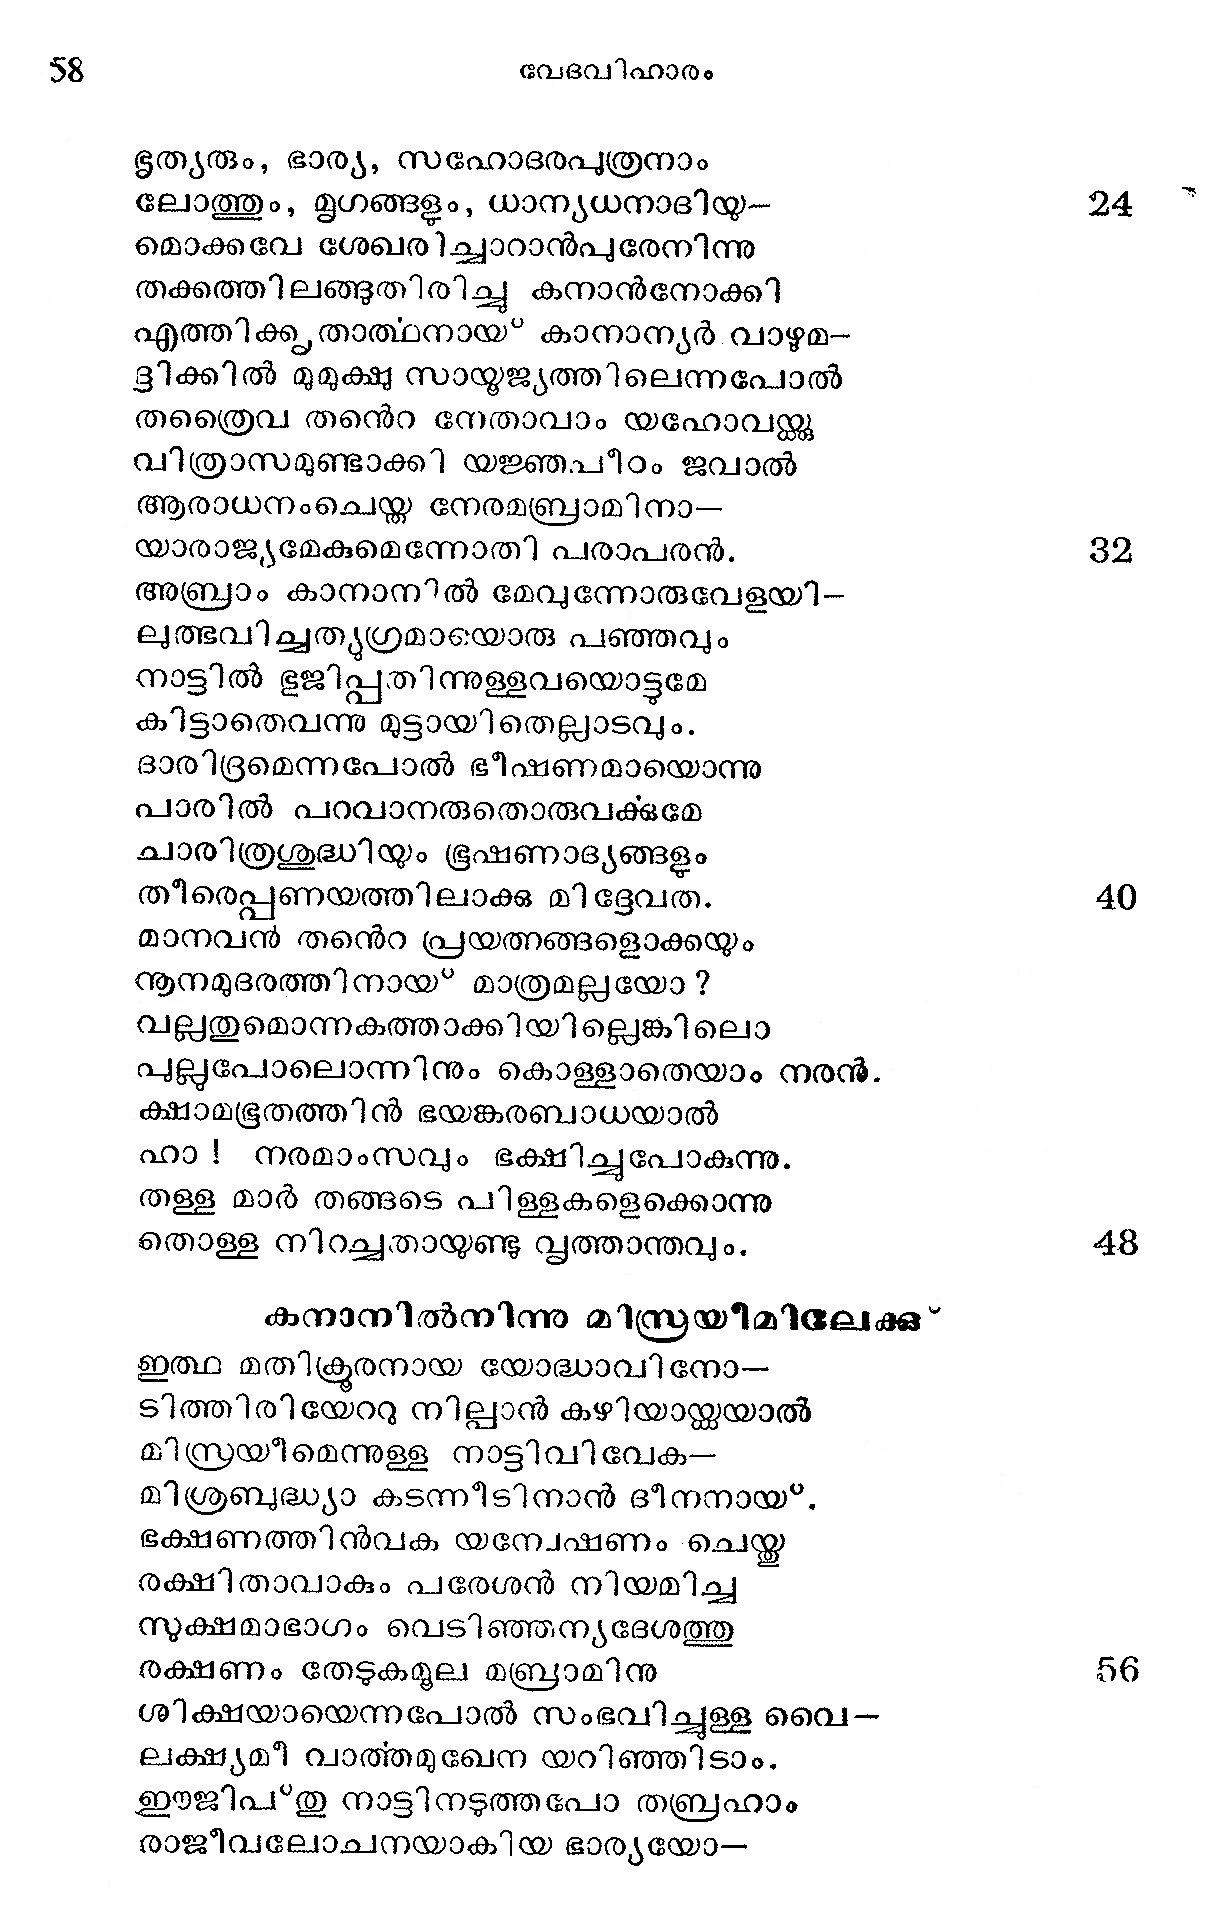 58
വേദവിഹാരം
ഭൃത്യരും, ഭാര്യ, സഹോദരപുത്രനാം
ലോത്തും, മൃഗങ്ങളും, ധാന്യധനാദിയു—
24
മൊക്കവേ ശേഖരിച്ചാറാൻപുരേനിന്നു
തക്കത്തിലങ്ങുതിരിച്ചു കനാൻനോക്കി
എത്തിക്കൃതാൎത്ഥനായ് കാനാന്യർ വാഴുമ—
ദ്ദിക്കിൽ മുമുക്ഷു സായൂജ്യത്തിലെന്നപോൽ
തത്രൈവ തൻെറ നേതാവാം യഹോവയ്ക്കു
വിത്രാസമുണ്ടാക്കി യജ്ഞപീഠം ജവാൽ
ആരാധനംചെയ്ത നേരമബ്രാമിനാ—
യാരാജ്യമേകുമെന്നോതി പരാപരൻ.
32
അബ്രാം കാനാനിൽ മേവുന്നോരുവേളയി—
ലുത്ഭവിച്ചത്യുഗ്രമായൊരു പഞ്ഞവും
നാട്ടിൽ ഭുജിപ്പതിന്നുള്ളവയൊട്ടുമേ
കിട്ടാതെവന്നു മുട്ടായിതെല്ലാടവും.
ദാരിദ്രമെന്നപോൽ ഭീഷണമായൊന്നു
പാരിൽ പറവാനരുതൊരുവൎക്കുമേ
ചാരിത്രശുദ്ധിയും ഭൂഷണാദ്യങ്ങളും
തീരെപ്പണയത്തിലാക്കു മിദ്ദേവത.
40
മാനവൻ തൻെറ പ്രയത്നങ്ങളൊക്കയും
നൂനമുദരത്തിനായ് മാത്രമല്ലയോ ?
വല്ലതുമൊന്നകത്താക്കിയില്ലെങ്കിലൊ
പുല്ലുപോലൊന്നിനും കൊള്ളാതെയാം നരൻ.
ക്ഷാമഭൂതത്തിൻ ഭയങ്കരബാധയാൽ
ഹാ ! നരമാംസവും ഭക്ഷിച്ചുപോകുന്നു.
തള്ള മാർ തങ്ങടെ പിള്ളകളെക്കൊന്നു
തൊള്ള നിറച്ചതായുണ്ടു വൃത്താന്തവും.
48
കനാനിൽനിന്നു മിസ്രയീമിലേക്കു്
ഇത്ഥ മതിക്രൂരനായ യോദ്ധാവിനോ—
ടിത്തിരിയേററു നില്പാൻ കഴിയായ്കയാൽ
മിസ്രയീമെന്നുള്ള നാട്ടിവിവേക—
മിശ്രബുദ്ധ്യാ കടന്നീടിനാൻ ദീനനായ്.
ഭക്ഷണത്തിൻവക യന്വേഷണം ചെയ്തു
രക്ഷിതാവാകും പരേശൻ നിയമിച്ച
സുക്ഷമാഭാഗം വെടിഞ്ഞന്യദേശത്തു
രക്ഷണം തേടുകമൂല മബ്രാമിനു
56
ശിക്ഷയായെന്നപോൽ സംഭവിച്ചുള്ള വൈ—
ലക്ഷ്യമീ വാൎത്തമുഖേന യറിഞ്ഞിടാം.
ഈജിപ്തു നാട്ടിനടുത്തപോ തബ്രഹാം
രാജീവലോചനയാകിയ ഭാര്യയോ—